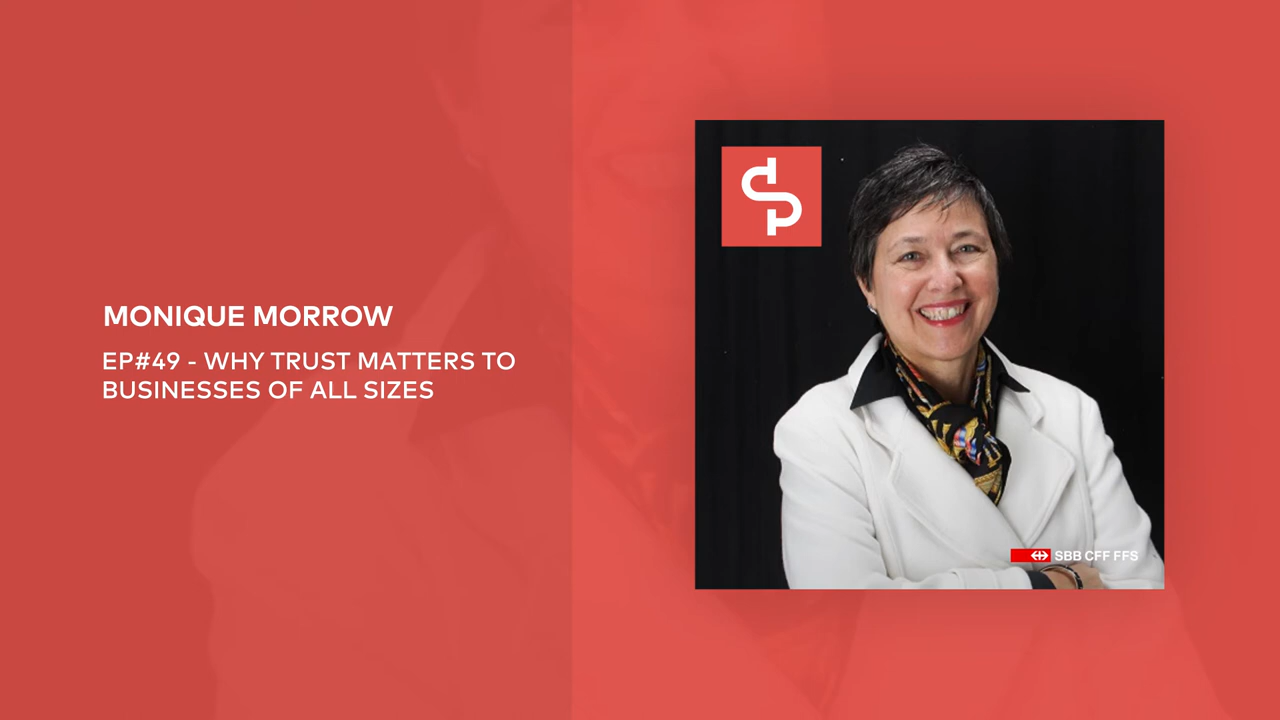 MONIQUE MORROW
EP#49 - WHY TRUST MATTERS TO
BUSINESSES OF ALL SIZES
SBB CFF FFS